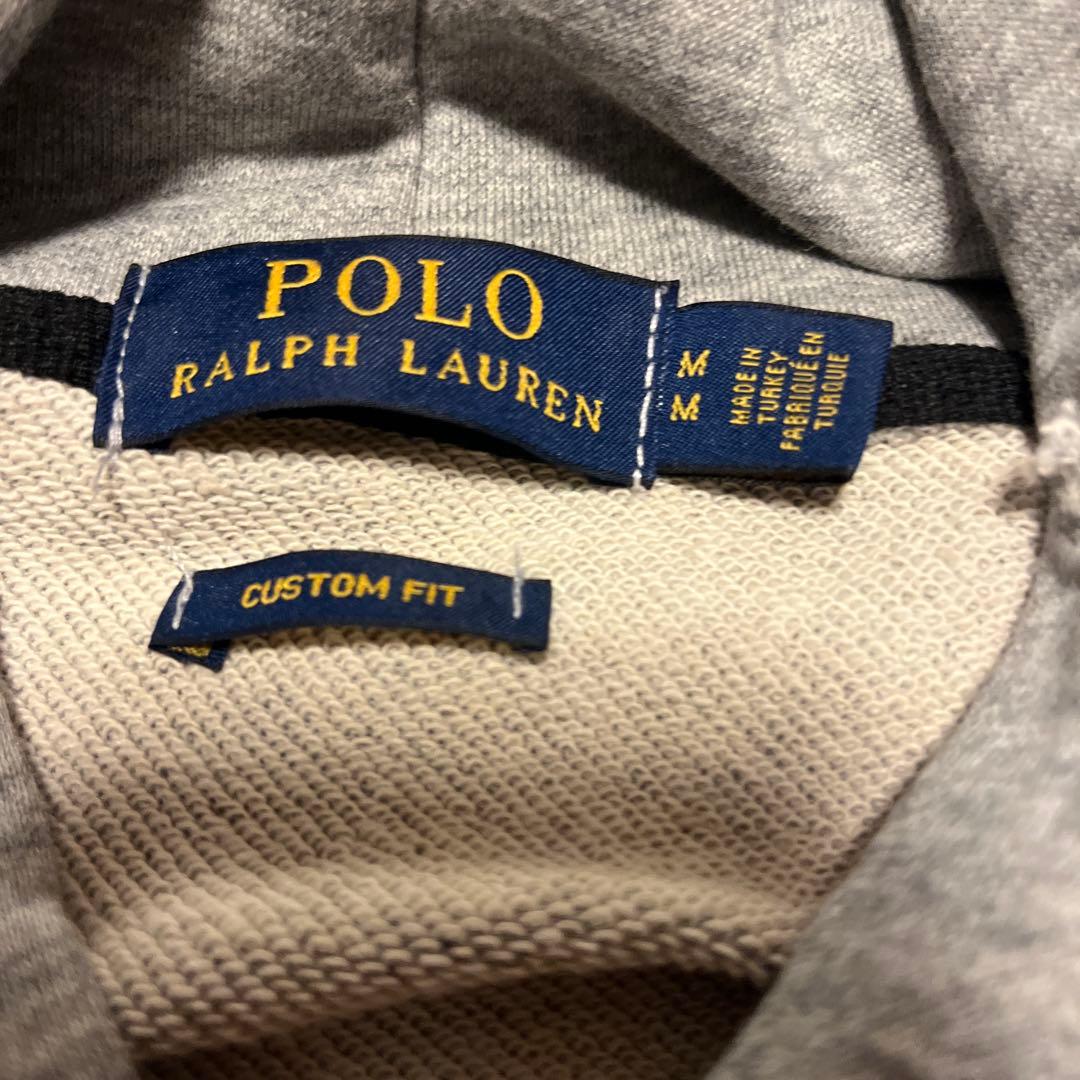 POLO
RALPH LAUREN
M
M
MADE IN
TURKEY
FABRIQUÉ EN
TURQUIE
CUSTOM FIT